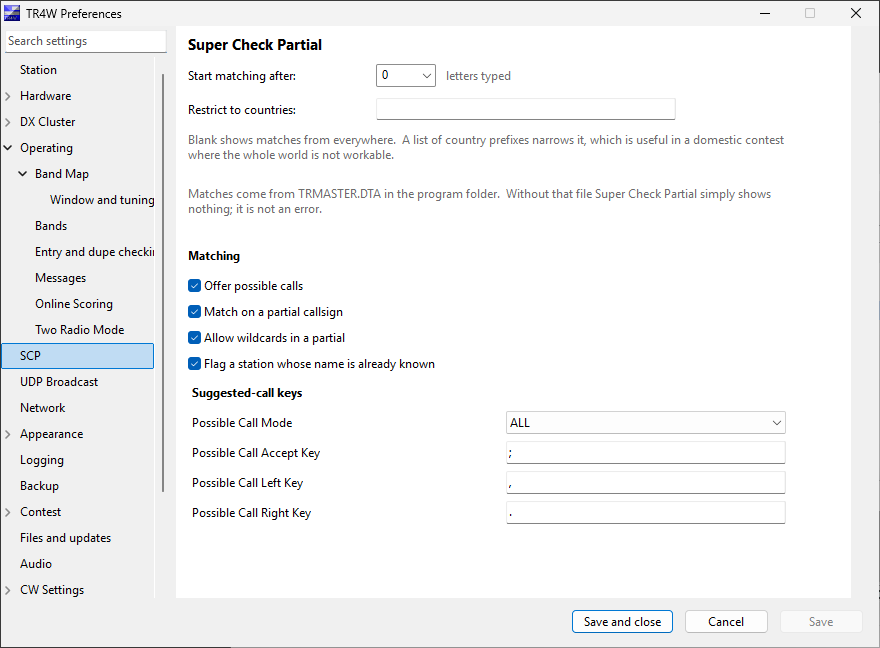 TR4W Preferences
Search settings
Station
Hardware
DX Cluster
Operating
Band Map
Window and tuning
Bands
Entry and dupe checkin
Messages
Online Scoring
Two Radio Mode
SCP
UDP Broadcast
Network
Appearance
Logging
Backup
Contest
Files and updates
Audio
CW Settings
Super Check Partial
Start matching after: 0 letters typed
Restrict to countries:
Blank shows matches from everywhere.  A list of country prefixes narrows it, which is useful in a domestic contest
where the whole world is not workable.
Matches come from TRMASTER.DTA in the program folder.  Without that file Super Check Partial simply shows
nothing; it is not an error.
Matching
Offer possible calls
Match on a partial callsign
Allow wildcards in a partial
Flag a station whose name is already known
Suggested-call keys
Possible Call Mode ALL
Possible Call Accept Key ;
Possible Call Left Key ,
Possible Call Right Key .
Save and close Cancel Save